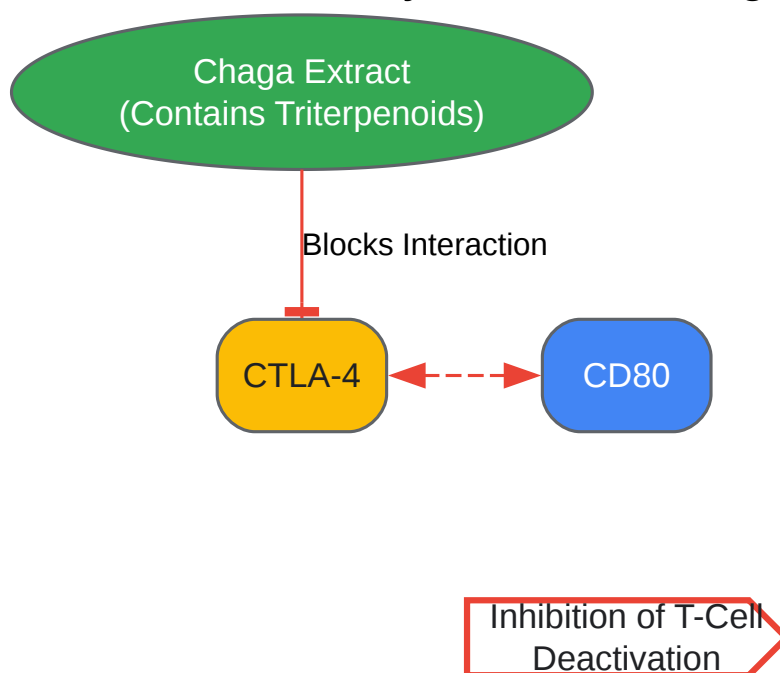 Chaga Extract
(Contains Triterpenoids)
Blocks Interaction
CTLA-4
CD80
Inhibition of T-Cell
Deactivation